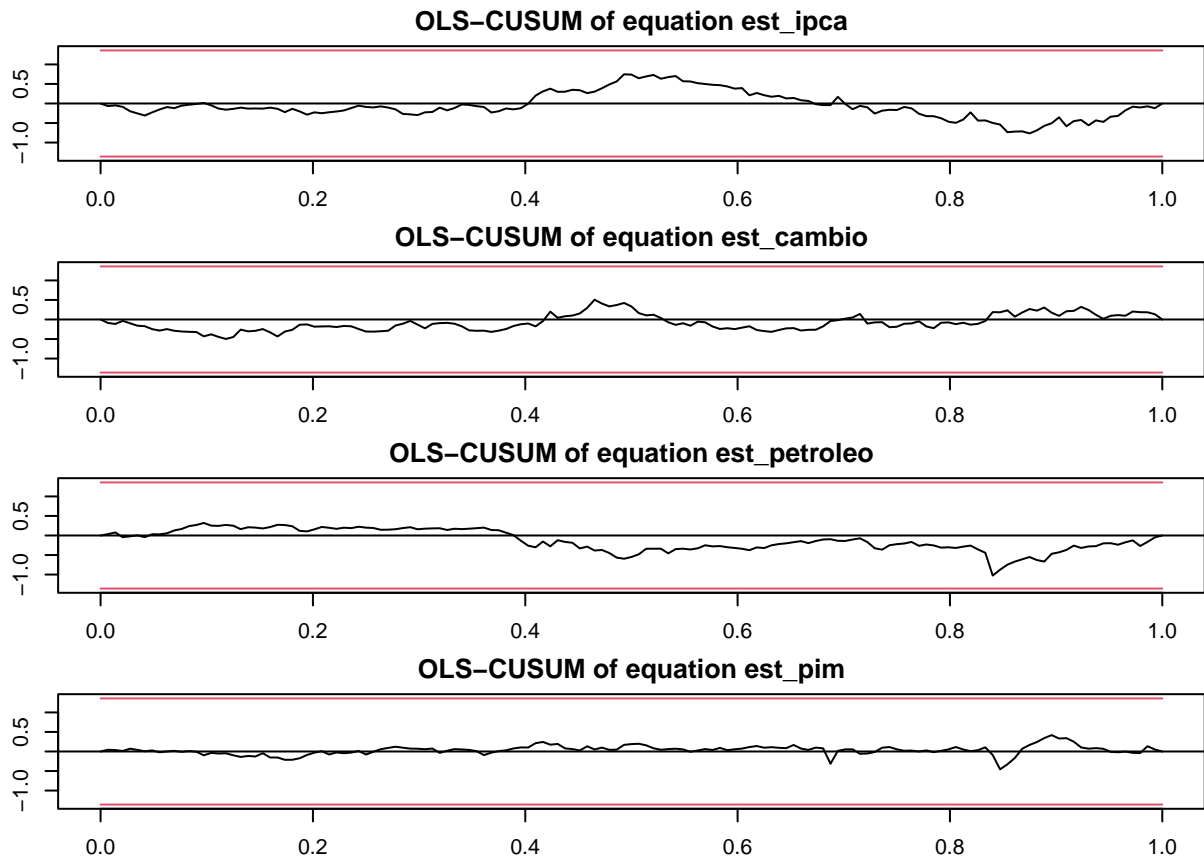 OLS−CUSUM of equation est_ipca
0.5
−1.0
0.0 0.2 0.4 0.6 0.8 1.0
OLS−CUSUM of equation est_cambio
0.5
−1.0
0.0 0.2 0.4 0.6 0.8 1.0
OLS−CUSUM of equation est_petroleo
0.5
−1.0
0.0 0.2 0.4 0.6 0.8 1.0
OLS−CUSUM of equation est_pim
0.5
−1.0
0.0 0.2 0.4 0.6 0.8 1.0